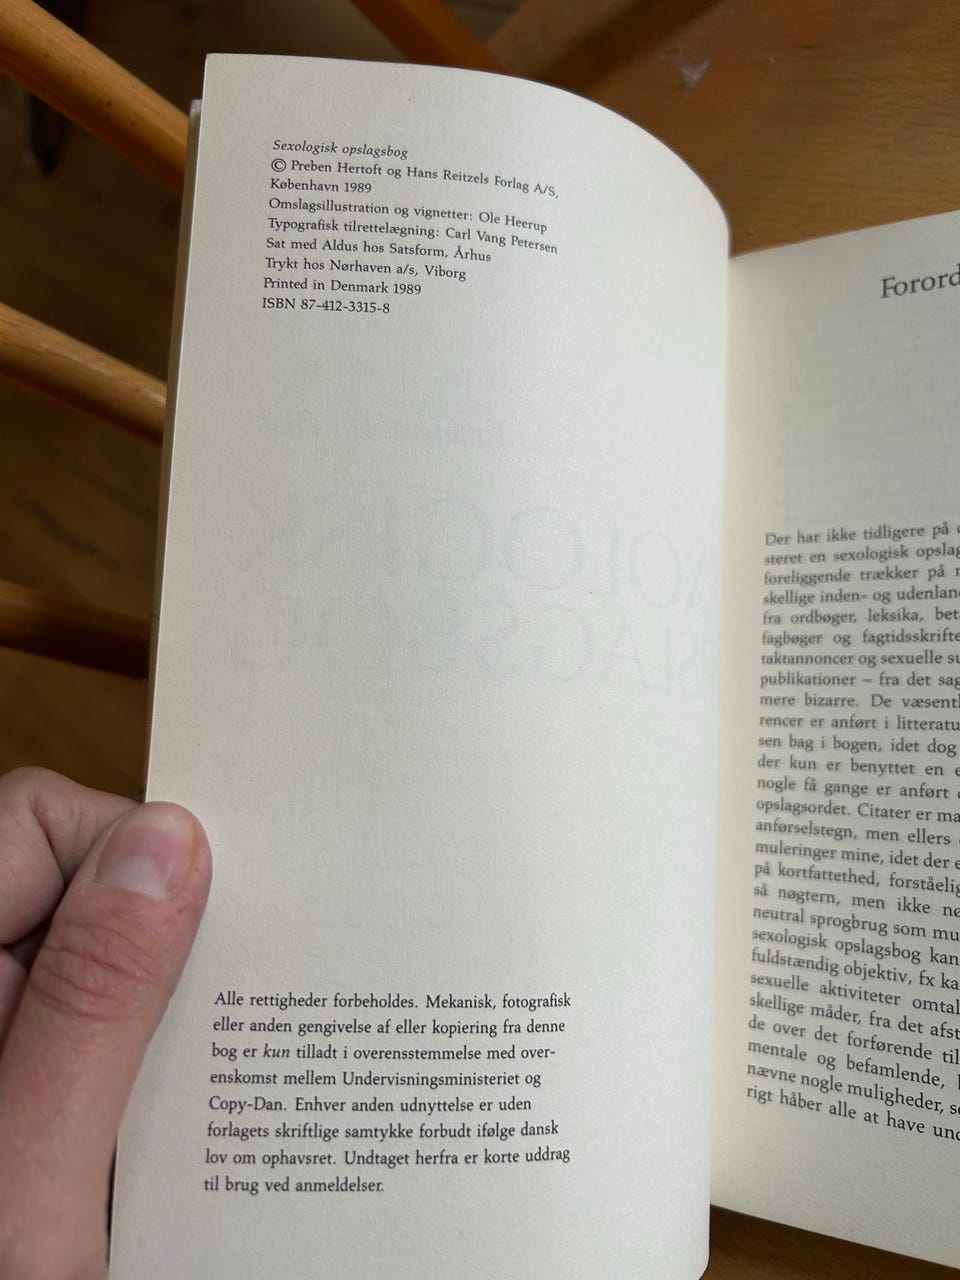 Sexologisk opslagsbog
© Preben Hertoft og Hans Reitzels Forlag A/S,
København 1989
Omslagsillustration og vignetter: Ole Heerup
Typografisk tilrettelægning: Carl Vang Petersen
Sat med Aldus hos Satsform, Århus
Trykt hos Nørhaven a/s, Viborg
Printed in Denmark 1989
ISBN 87-412-3315-8
Alle rettigheder forbeholdes. Mekanisk, fotografisk
eller anden gengivelse af eller kopiering fra denne
bog er kun tilladt i overensstemmelse med over-
enskomst mellem Undervisningsministeriet og
Copy-Dan. Enhver anden udnyttelse er uden
forlagets skriftlige samtykke forbudt ifølge dansk
lov om ophavsret. Undtaget herfra er korte uddrag
til brug ved anmeldelser.
Forord
Der har ikke tidligere på
steret en sexologisk opslag
foreliggende trækker på
skellige inden- og udenlan
fra ordbøger, leksika, bet
fagbøger og fagtidsskrifte
taktannoncer og sexuelle su
publikationer – fra det sag
mere bizarre. De væsentl
rencer er anført i litteratu
sen bag i bogen, idet dog
der kun er benyttet en e
nogle få gange er anført
opslagsordet. Citater er ma
anførselstegn, men ellers
muleringer mine, idet der e
på kortfattethed, forståelig
så nøgtern, men ikke nø
neutral sprogbrug som mu
sexologisk opslagsbog kan
fuldstændig objektiv, fx ka
sexuelle aktiviteter omtal
skellige måder, fra det afst
de over det forførende til
mentale og befamlende,
nævne nogle muligheder, s
rigt håber alle at have und